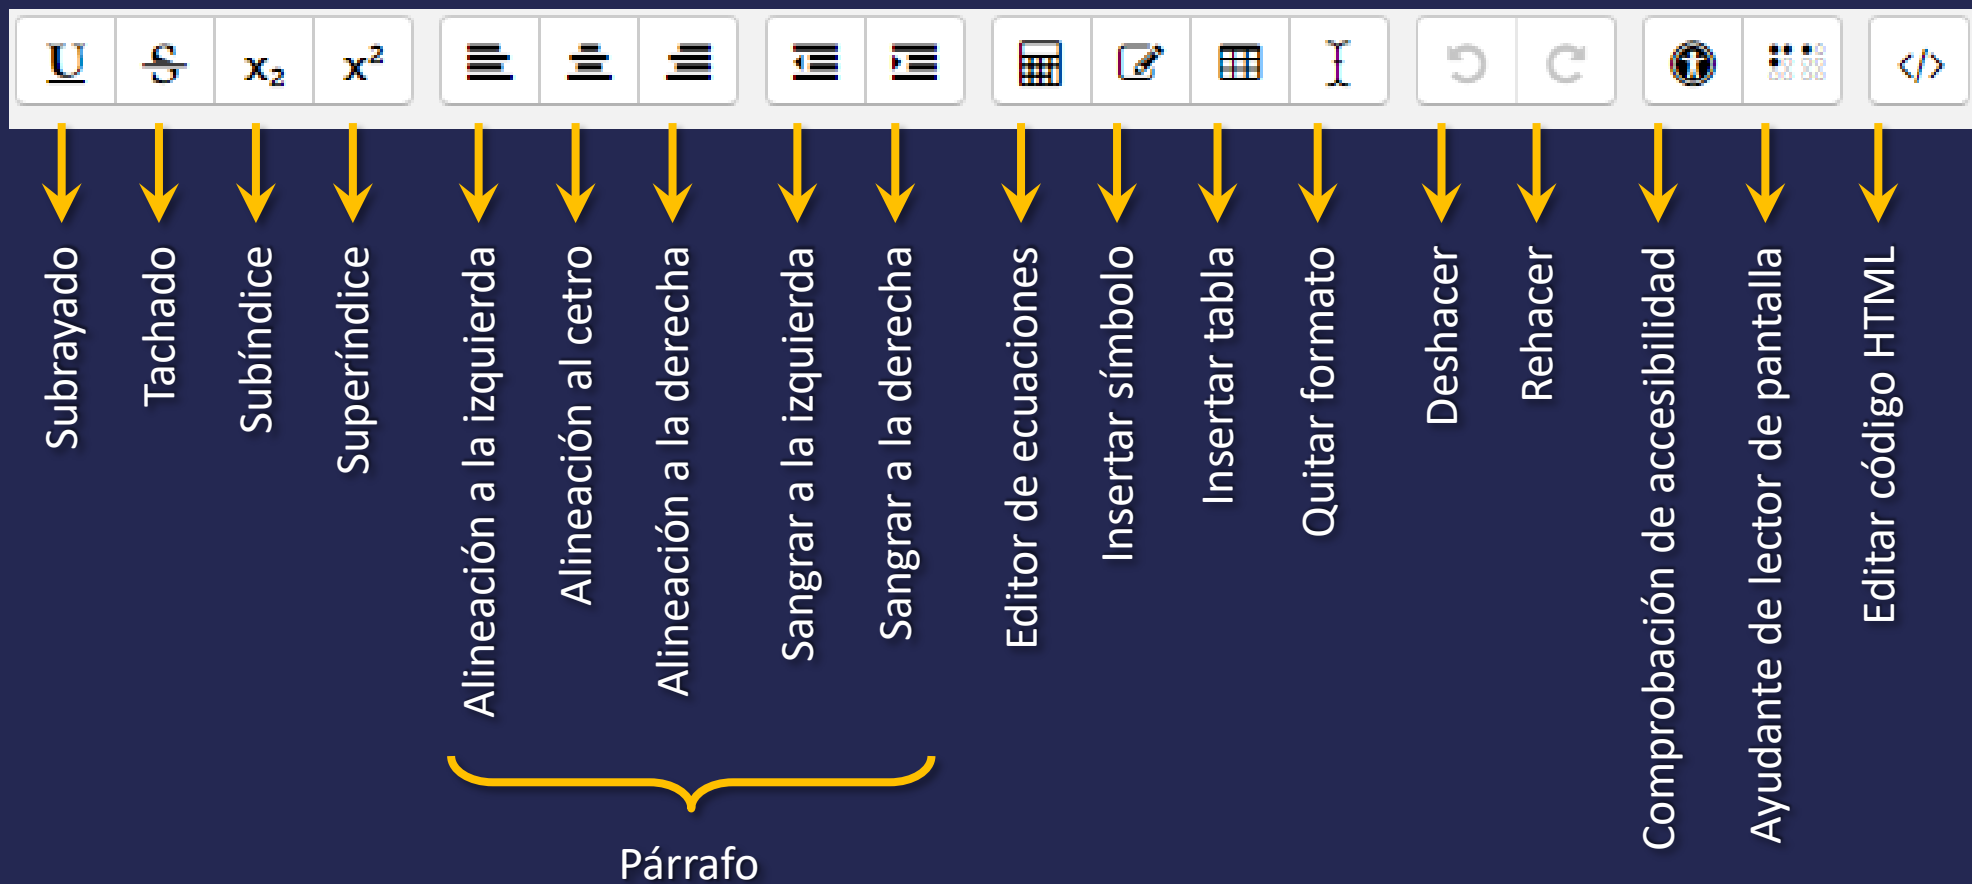 U
S
x₂
x²
</>
Subrayado
Tachado
Subíndice
Superíndice
Alineación a la izquierda
Alineación al cetro
Alineación a la derecha
Sangrar a la izquierda
Sangrar a la derecha
Editor de ecuaciones
Insertar símbolo
Insertar tabla
Quitar formato
Deshacer
Rehacer
Comprobación de accesibilidad
Ayudante de lector de pantalla
Editar código HTML
Párrafo